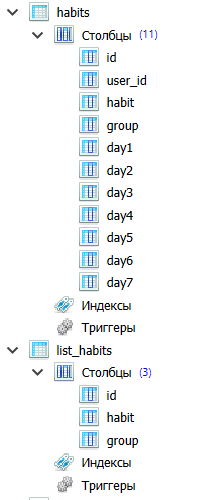 habits
Столбцы (11)
id
user_id
habit
group
day1
day2
day3
day4
day5
day6
day7
Индексы
Триггеры
list_habits
Столбцы (3)
id
habit
group
Индексы
Триггеры